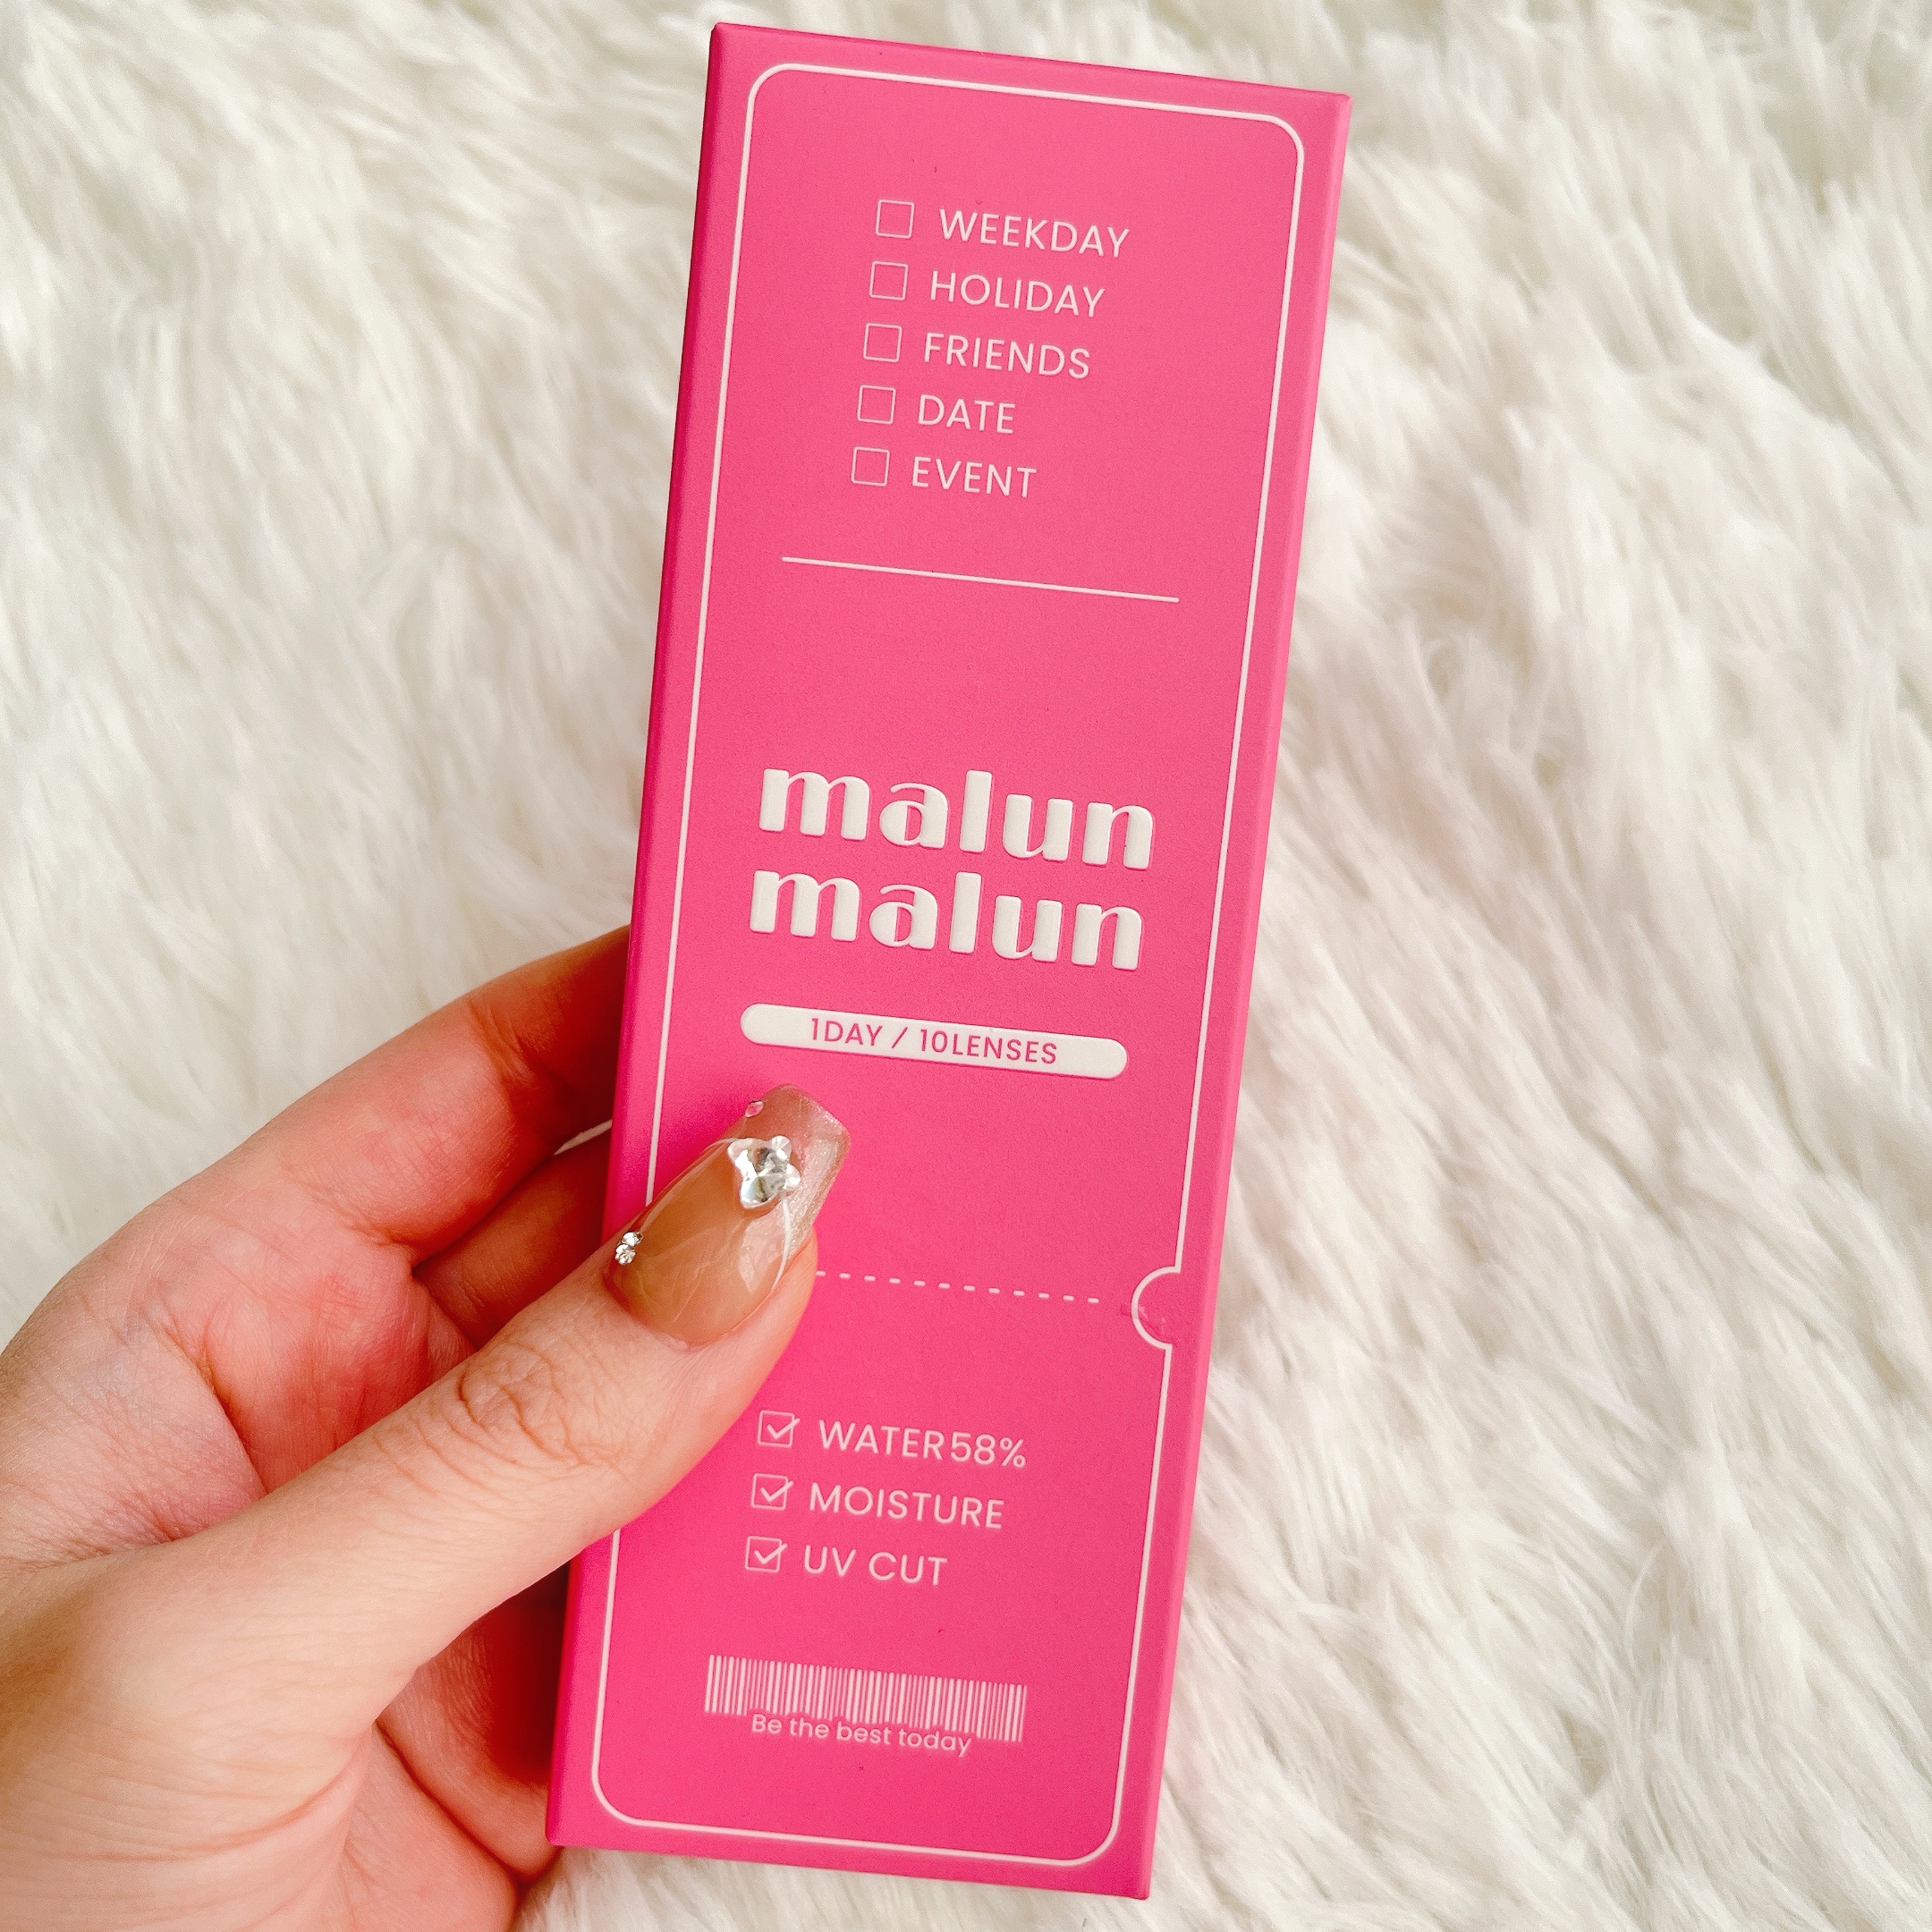 WEEKDAY
HOLIDAY
FRIENDS
DATE
EVENT
malun
malun
1DAY / 10LENSES
WATER58%
MOISTURE
UV CUT
Be the best today